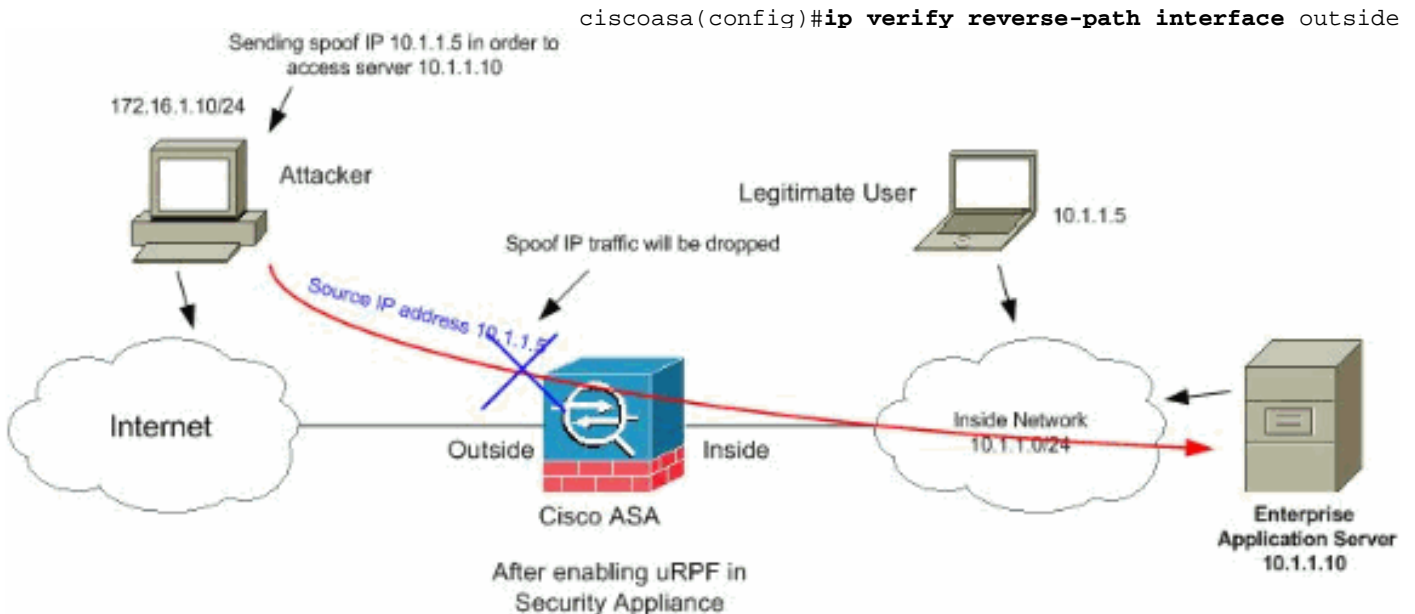 ciscoasa(config)#ip verify reverse-path interface outside
Sending spoof IP 10.1.1.5 in order to
access server 10.1.1.10
172.16.1.10/24
Attacker
Legitimate User
10.1.1.5
Spoof IP traffic will be dropped
Source IP address 10.1.1.5
Internet
Outside
Inside
Inside Network
10.1.1.0/24
Cisco ASA
Enterprise
Application Server
10.1.1.10
After enabling uRPF in
Security Appliance